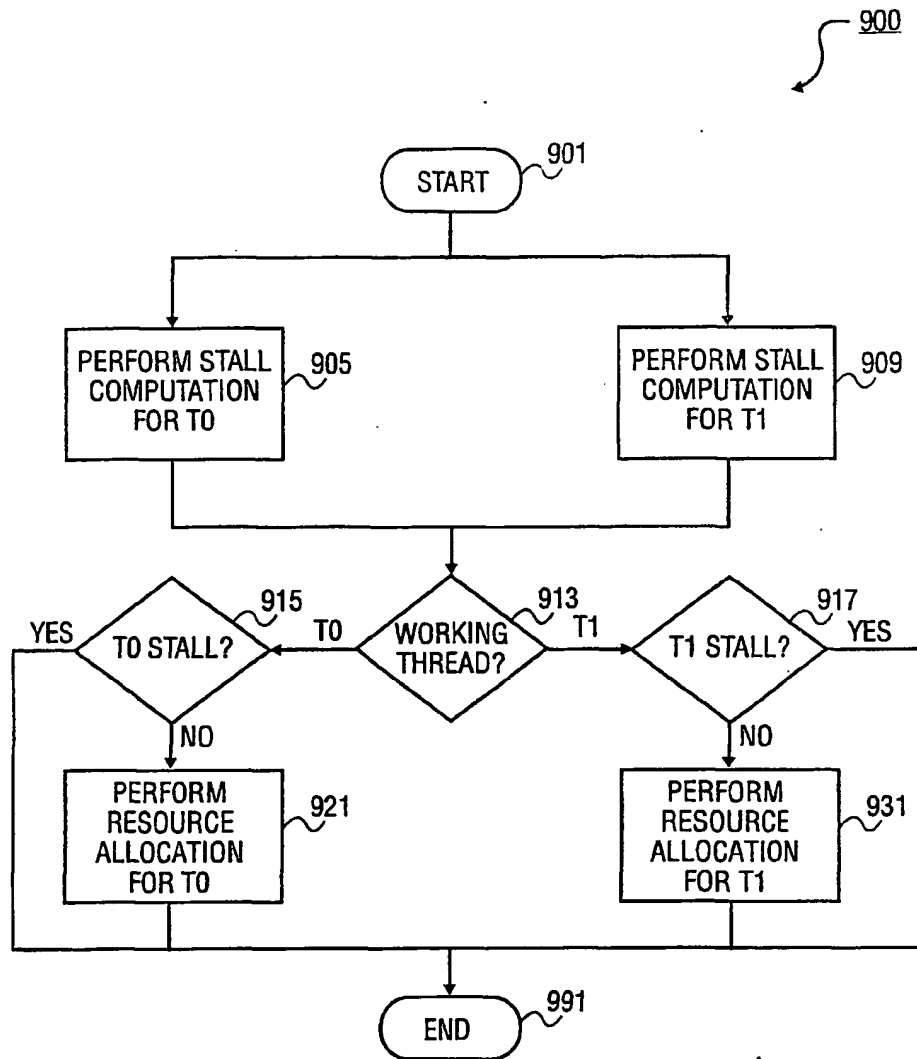 900
901
START
PERFORM STALL
COMPUTATION
FOR T0
905
PERFORM STALL
COMPUTATION
FOR T1
909
915
913
917
YES
T0 STALL?
T0
WORKING
THREAD?
T1
T1 STALL?
YES
NO
NO
PERFORM
RESOURCE
ALLOCATION
FOR T0
921
PERFORM
RESOURCE
ALLOCATION
FOR T1
931
991
END